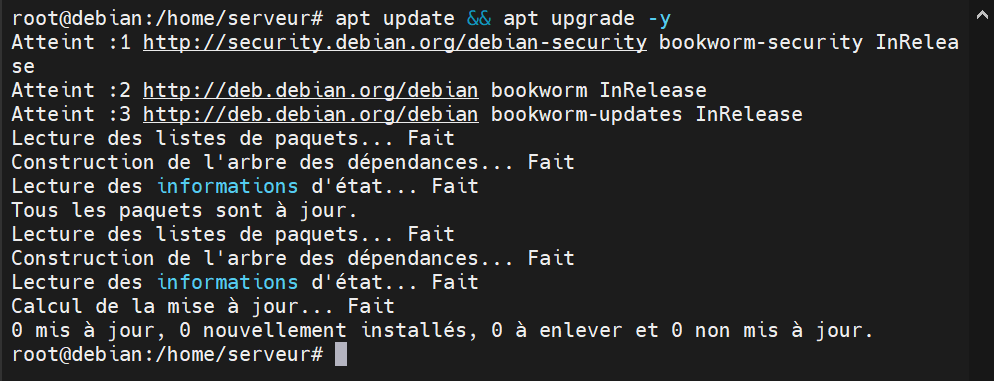 root@debian:/home/serveur# apt update && apt upgrade -y
Atteint :1 http://security.debian.org/debian-security bookworm-security InRelea
se
Atteint :2 http://deb.debian.org/debian bookworm InRelease
Atteint :3 http://deb.debian.org/debian bookworm-updates InRelease
Lecture des listes de paquets... Fait
Construction de l'arbre des dépendances... Fait
Lecture des informations d'état... Fait
Tous les paquets sont à jour.
Lecture des listes de paquets... Fait
Construction de l'arbre des dépendances... Fait
Lecture des informations d'état... Fait
Calcul de la mise à jour... Fait
0 mis à jour, 0 nouvellement installés, 0 à enlever et 0 non mis à jour.
root@debian:/home/serveur#